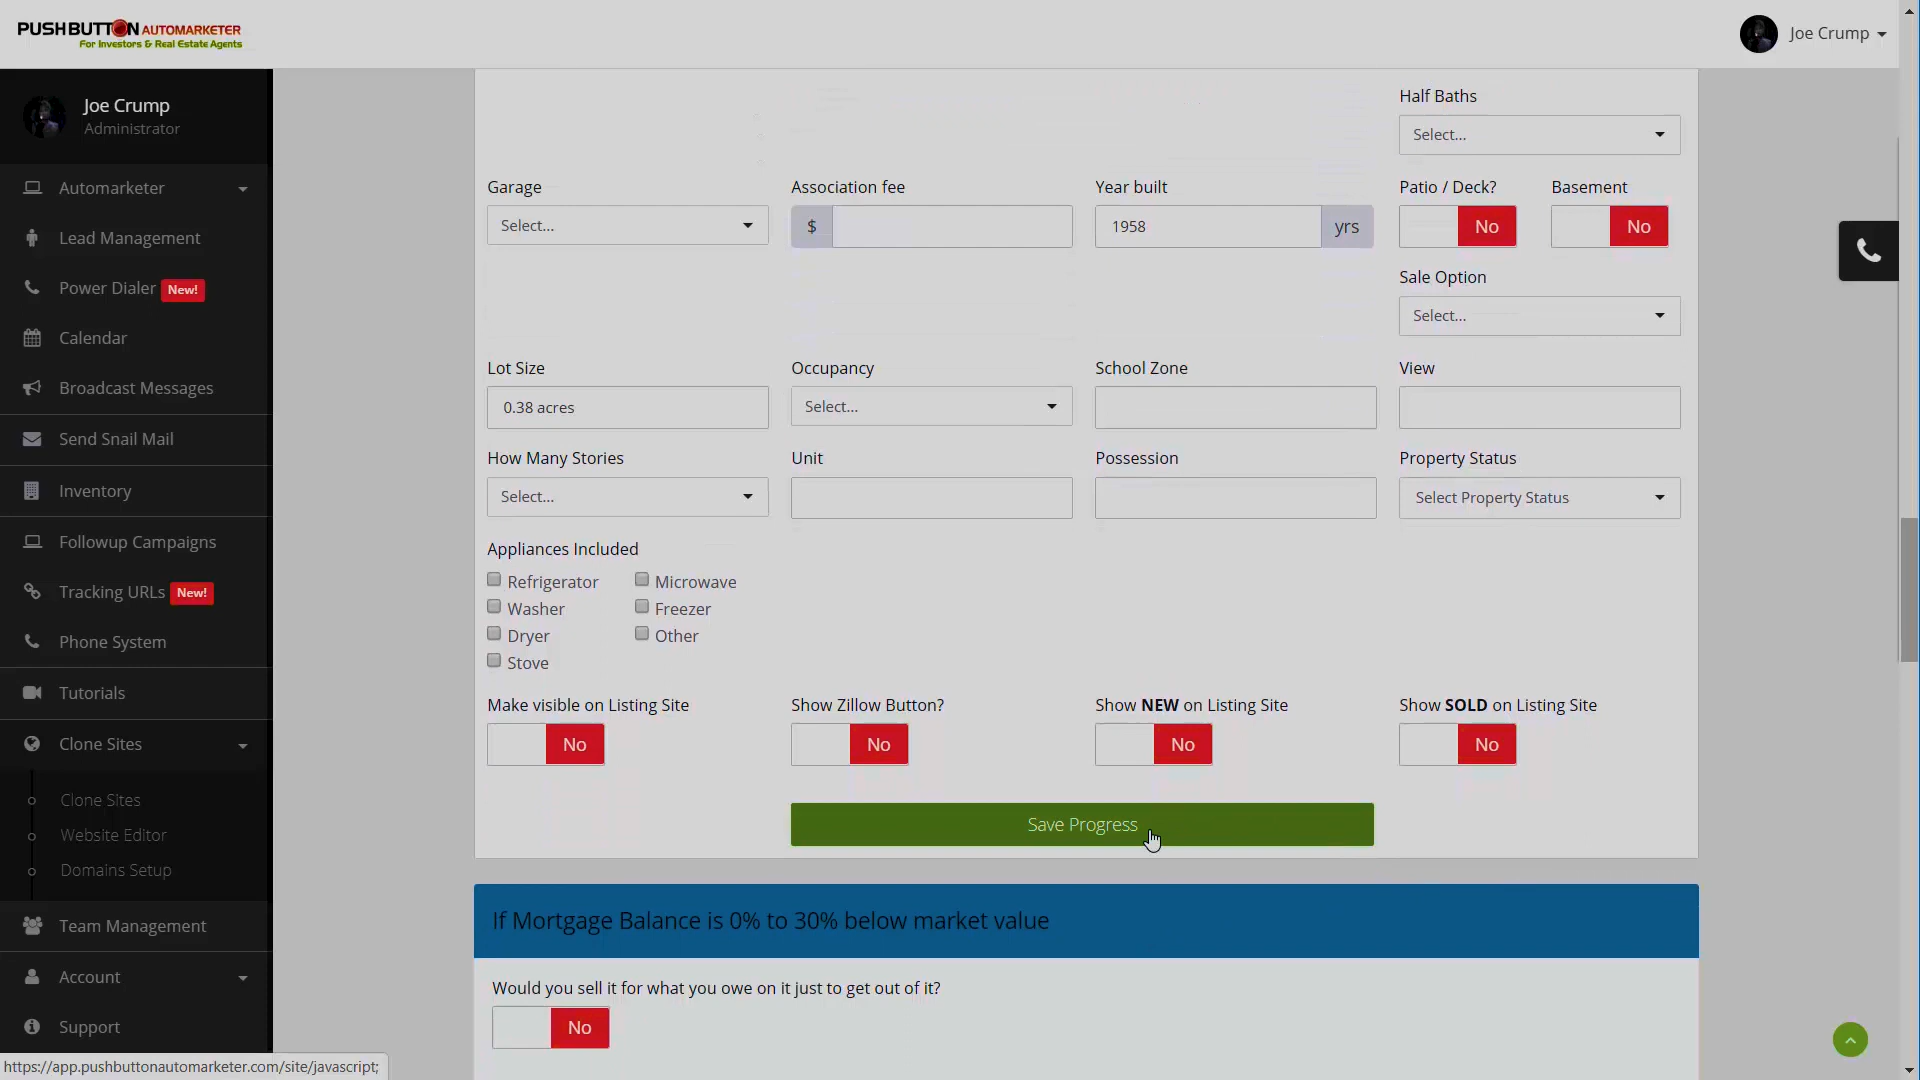 PUSHBUTTON AUTOMARKETER
For Investors & Real Estate Agents
Joe Crump
Joe Crump
Administrator
Automarketer
Lead Management
Power Dialer New!
Calendar
Broadcast Messages
Send Snail Mail
Inventory
Followup Campaigns
Tracking URLs New!
Phone System
Tutorials
Clone Sites
Clone Sites
Website Editor
Domains Setup
Team Management
Account
Support
https://app.pushbuttonautomarketer.com/site/javascript;
Half Baths
Select...
Garage Association fee Year built Patio / Deck? Basement
Select... $ 1958 yrs No No
Sale Option
Select...
Lot Size Occupancy School Zone View
0.38 acres Select...
How Many Stories Unit Possession Property Status
Select... Select Property Status
Appliances Included
Refrigerator Microwave
Washer Freezer
Dryer Other
Stove
Make visible on Listing Site Show Zillow Button? Show NEW on Listing Site Show SOLD on Listing Site
No No No No
Save Progress
If Mortgage Balance is 0% to 30% below market value
Would you sell it for what you owe on it just to get out of it?
No